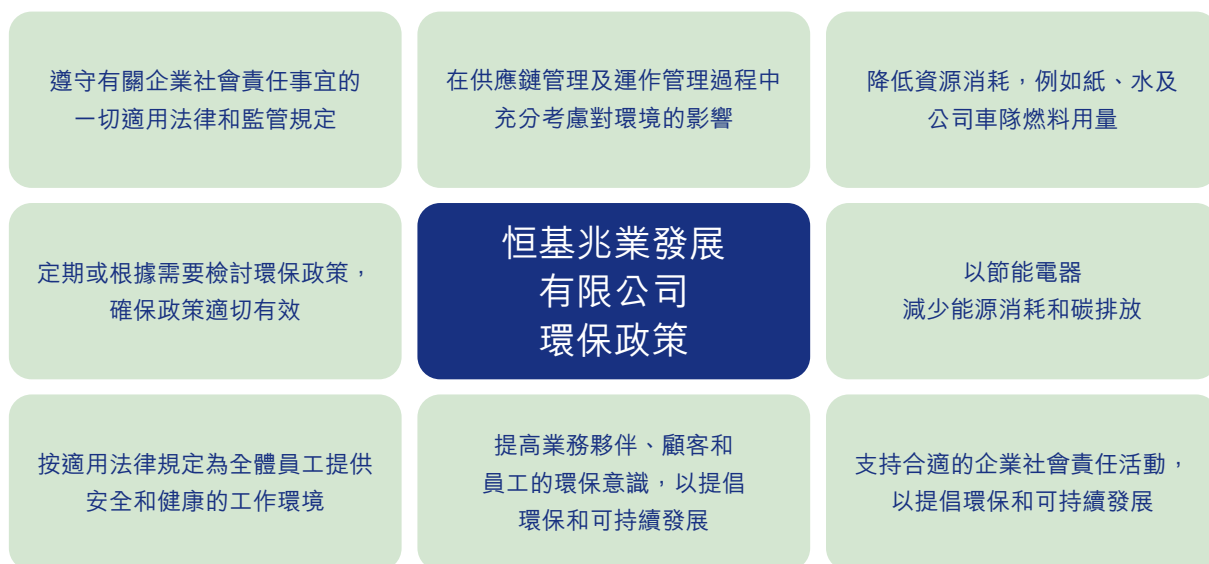 遵守有關企業社會責任事宜的
一切適用法律和監管規定
在供應鏈管理及運作管理過程中
充分考慮對環境的影響
降低資源消耗，例如紙、水及
公司車隊燃料用量
定期或根據需要檢討環保政策，
確保政策適切有效
恒基兆業發展
有限公司
環保政策
以節能電器
減少能源消耗和碳排放
按適用法律規定為全體員工提供
安全和健康的工作環境
提高業務夥伴、顧客和
員工的環保意識，以提倡
環保和可持續發展
支持合適的企業社會責任活動，
以提倡環保和可持續發展